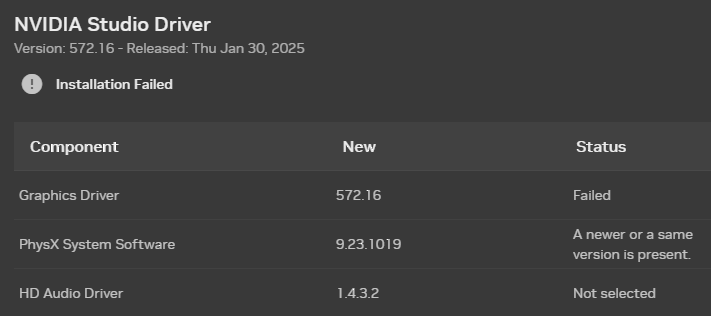 NVIDIA Studio Driver
Version: 572.16 - Released: Thu Jan 30, 2025
! Installation Failed
Component New Status
Graphics Driver 572.16 Failed
PhysX System Software 9.23.1019 A newer or a same
version is present.
HD Audio Driver 1.4.3.2 Not selected